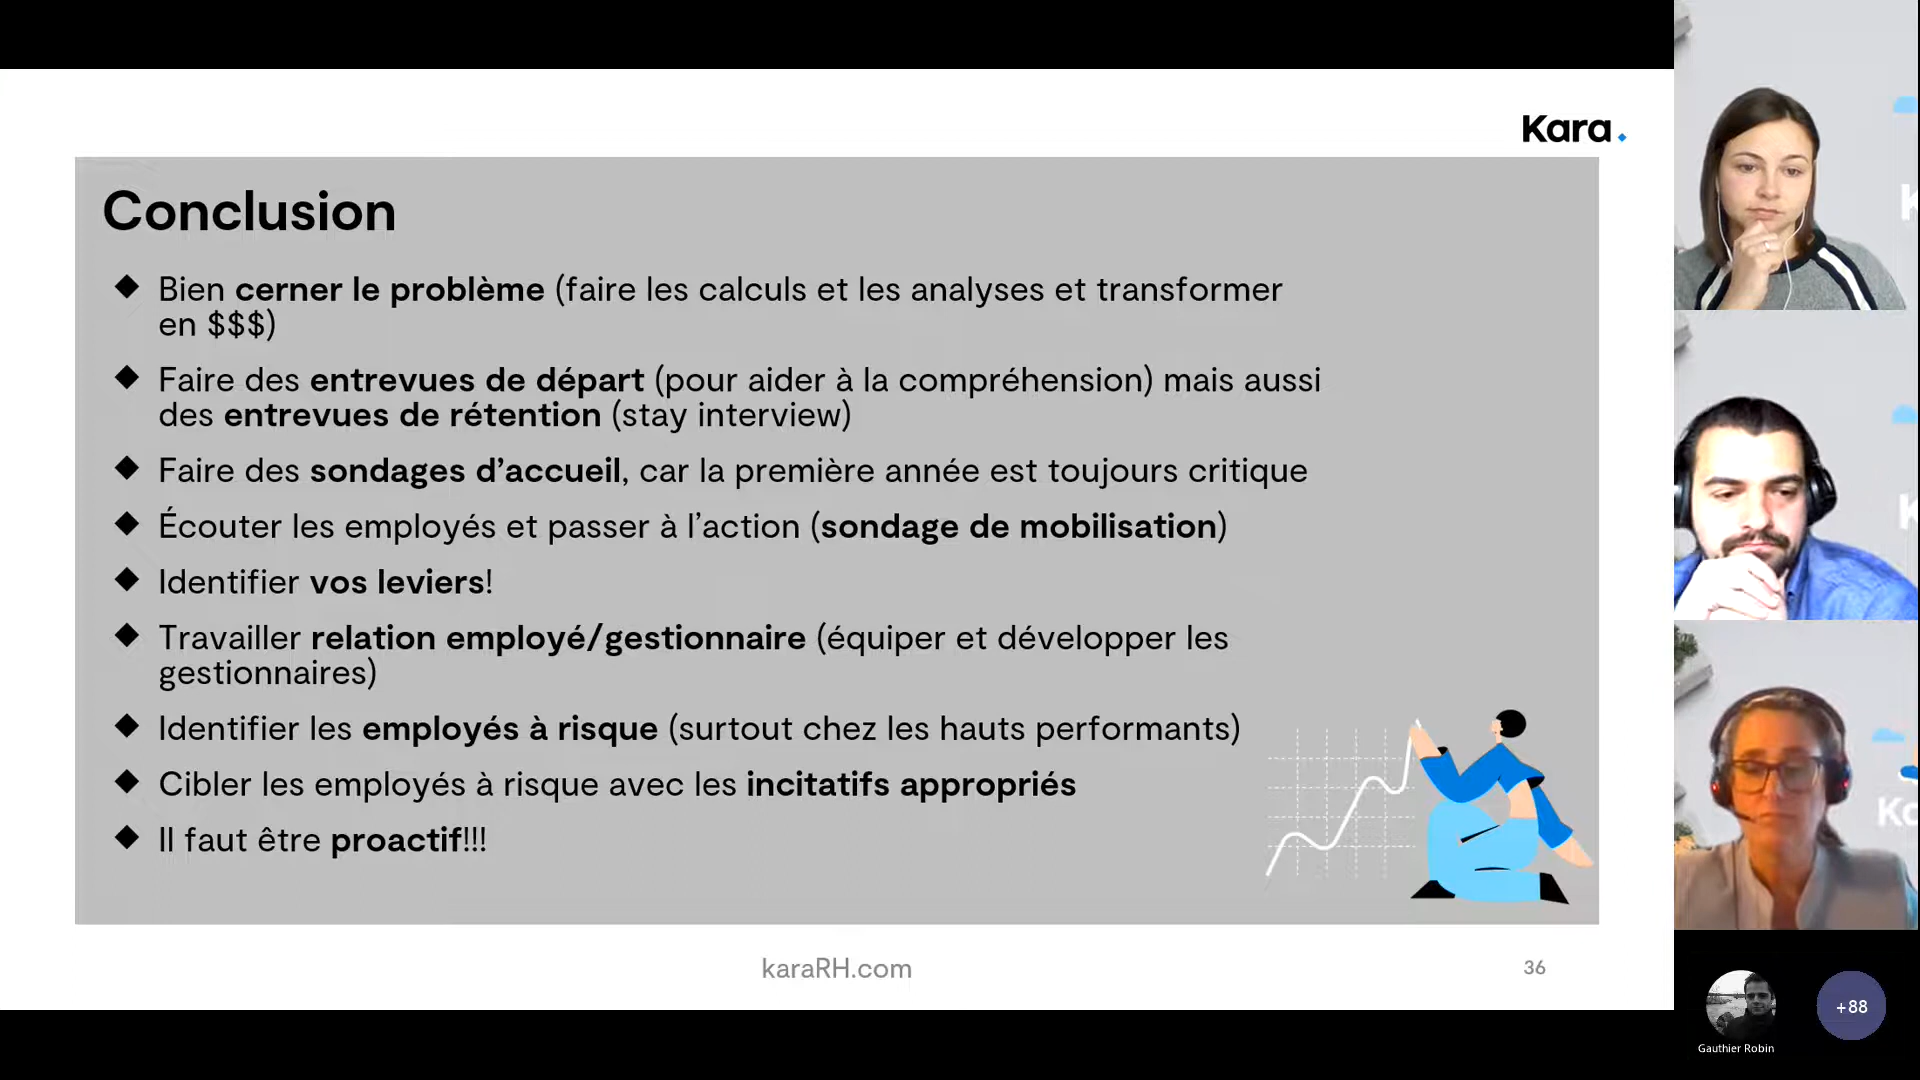 Kara.
Conclusion
Bien cerner le problème (faire les calculs et les analyses et transformer
en $$$)
Faire des entrevues de départ (pour aider à la compréhension) mais aussi
des entrevues de rétention (stay interview)
Faire des sondages d’accueil, car la première année est toujours critique
Écouter les employés et passer à l’action (sondage de mobilisation)
Identifier vos leviers!
Travailler relation employé/gestionnaire (équiper et développer les
gestionnaires)
Identifier les employés à risque (surtout chez les hauts performants)
Cibler les employés à risque avec les incitatifs appropriés
Il faut être proactif!!!
karaRH.com
36
+88
Gauthier Robin